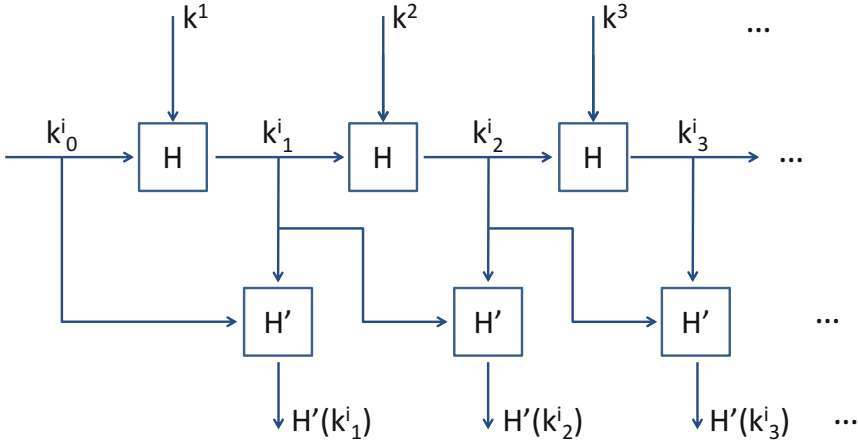 k¹ k² k³ ...
kⁱ₀ H kⁱ₁ H kⁱ₂ H kⁱ₃ ...
H' H' H' ...
H'(kⁱ₁) H'(kⁱ₂) H'(kⁱ₃) ...